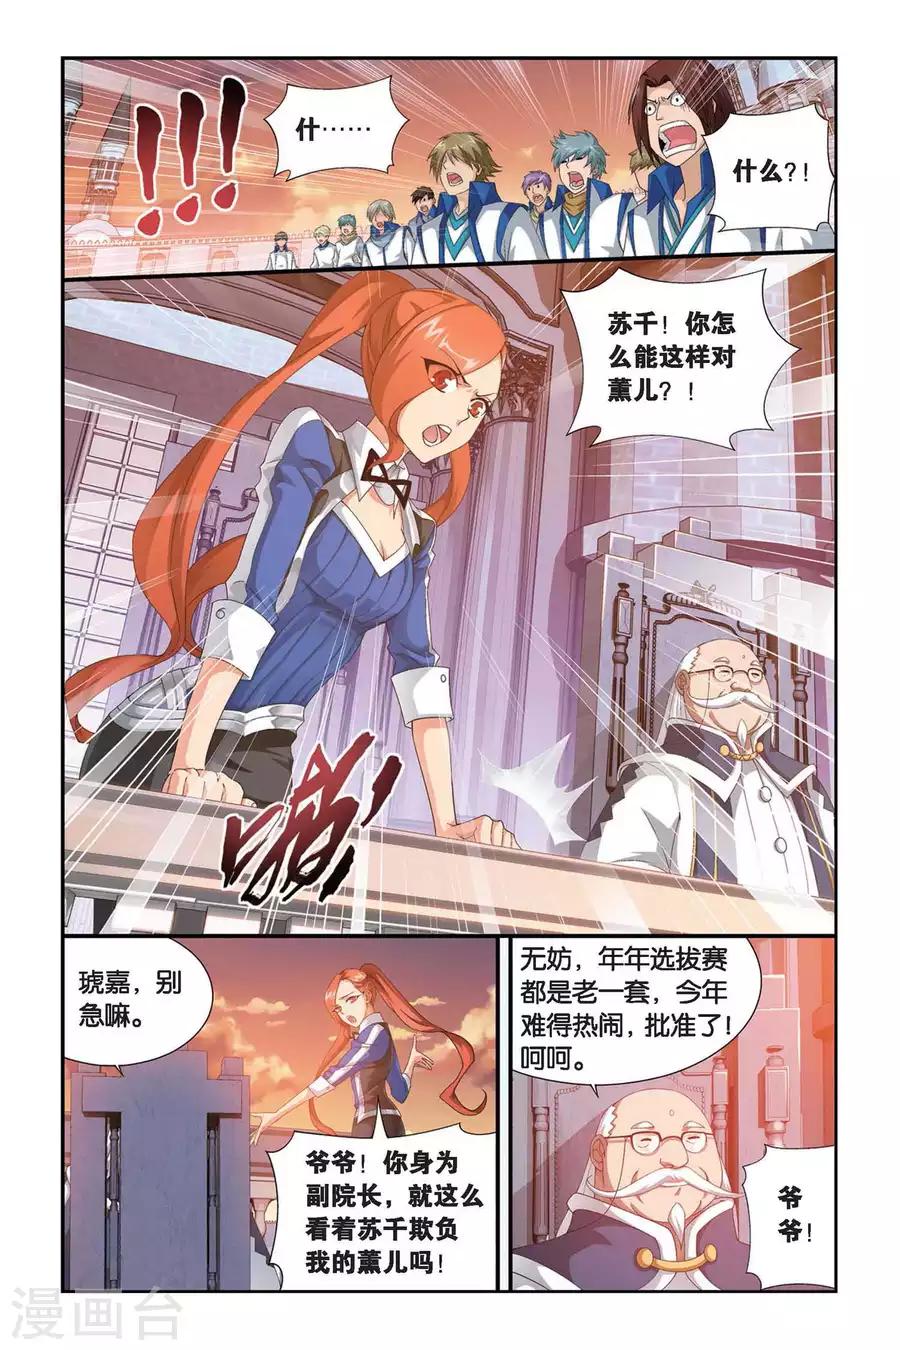 !!!
什……
什么?!
苏千！你怎
么能这样对
薰儿?!
嘭!
琥嘉，别
急嘛。
爷爷！你身为
副院长，就这么
看着苏千欺负
我的薰儿吗！
无妨，年年选拔赛
都是老一套，今年
难得热闹，批准了!
呵呵。
爷
爷！
漫画台